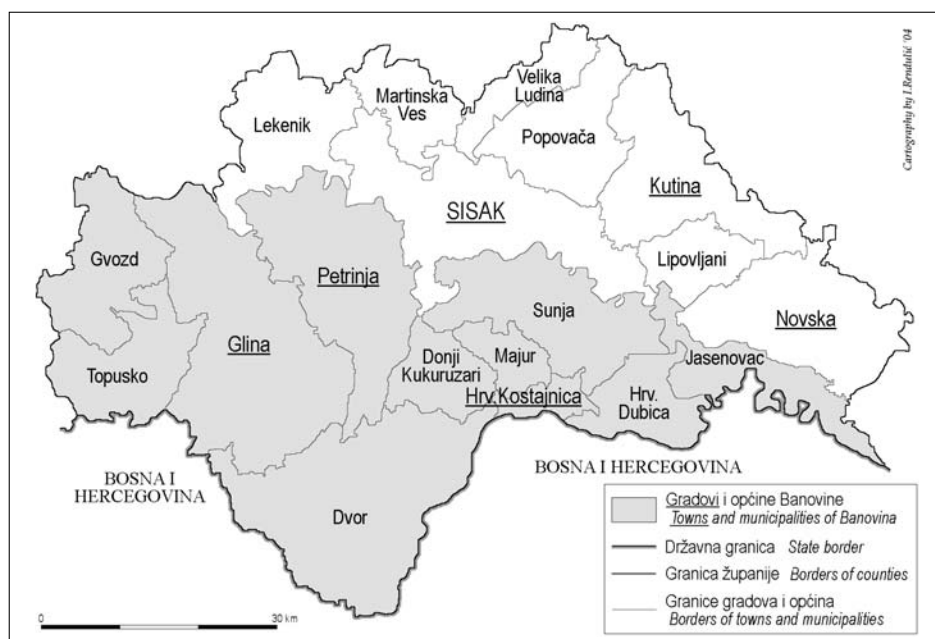 Cartography by I.Rendulić '04
Velika
Ludina
Martinska
Ves
Lekenik
Popovača
Kutina
SISAK
Gvozd
Lipovljani
Petrinja
Sunja
Novska
Glina
Jasenovac
Topusko
Donji
Kukuruzari
Majur
Hrv.Kostajnica
Hrv.
Dubica
BOSNA I
HERCEGOVINA
BOSNA I HERCEGOVINA
Dvor
Gradovi i općine Banovine
Towns and municipalities of Banovina
Državna granica State border
Granica županije Borders of counties
Granice gradova i općina
Borders of towns and municipalities
0 30 km